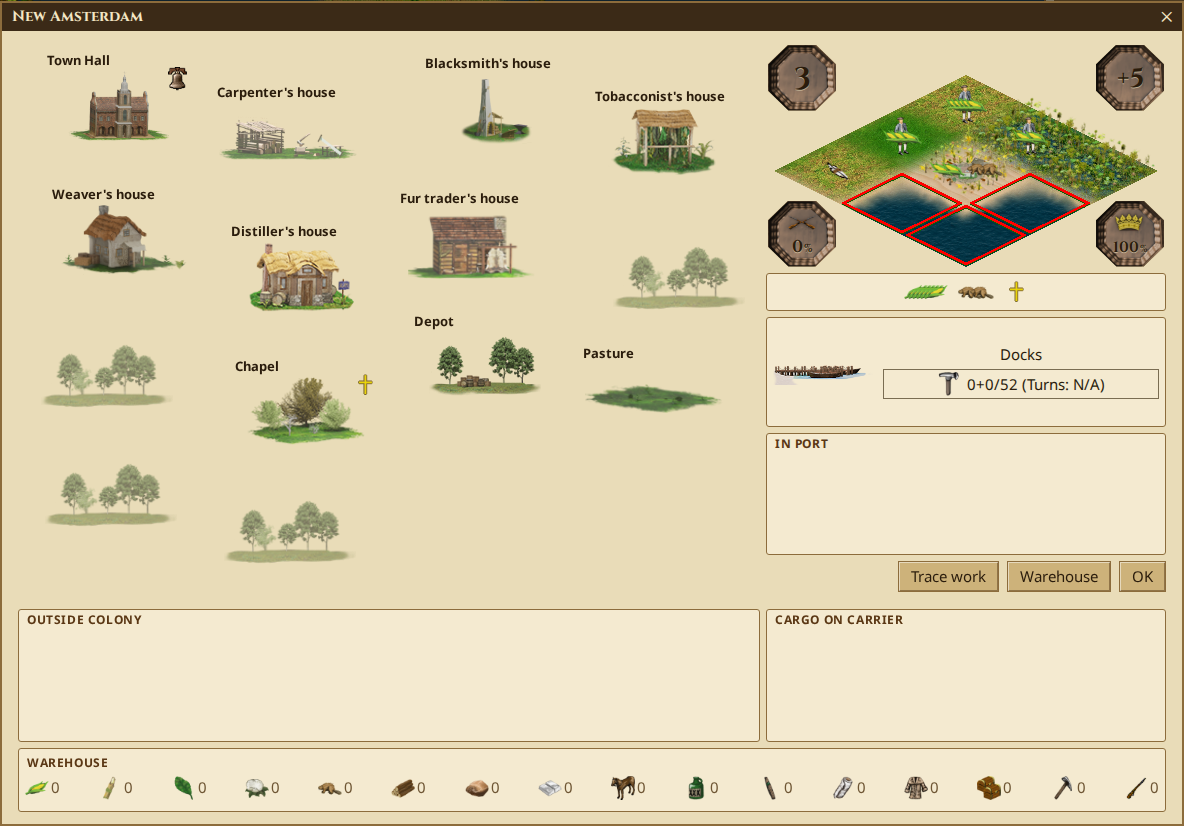 New Amsterdam
Town Hall
Carpenter's house
Blacksmith's house
Tobacconist's house
3
+5
Weaver's house
Distiller's house
Fur trader's house
0%
100%
Depot
Chapel
Pasture
Docks
0+0/52 (Turns: N/A)
IN PORT
Trace work
Warehouse
OK
OUTSIDE COLONY
CARGO ON CARRIER
WAREHOUSE
0 0 0 0 0 0 0 0 0 0 0 0 0 0 0 0